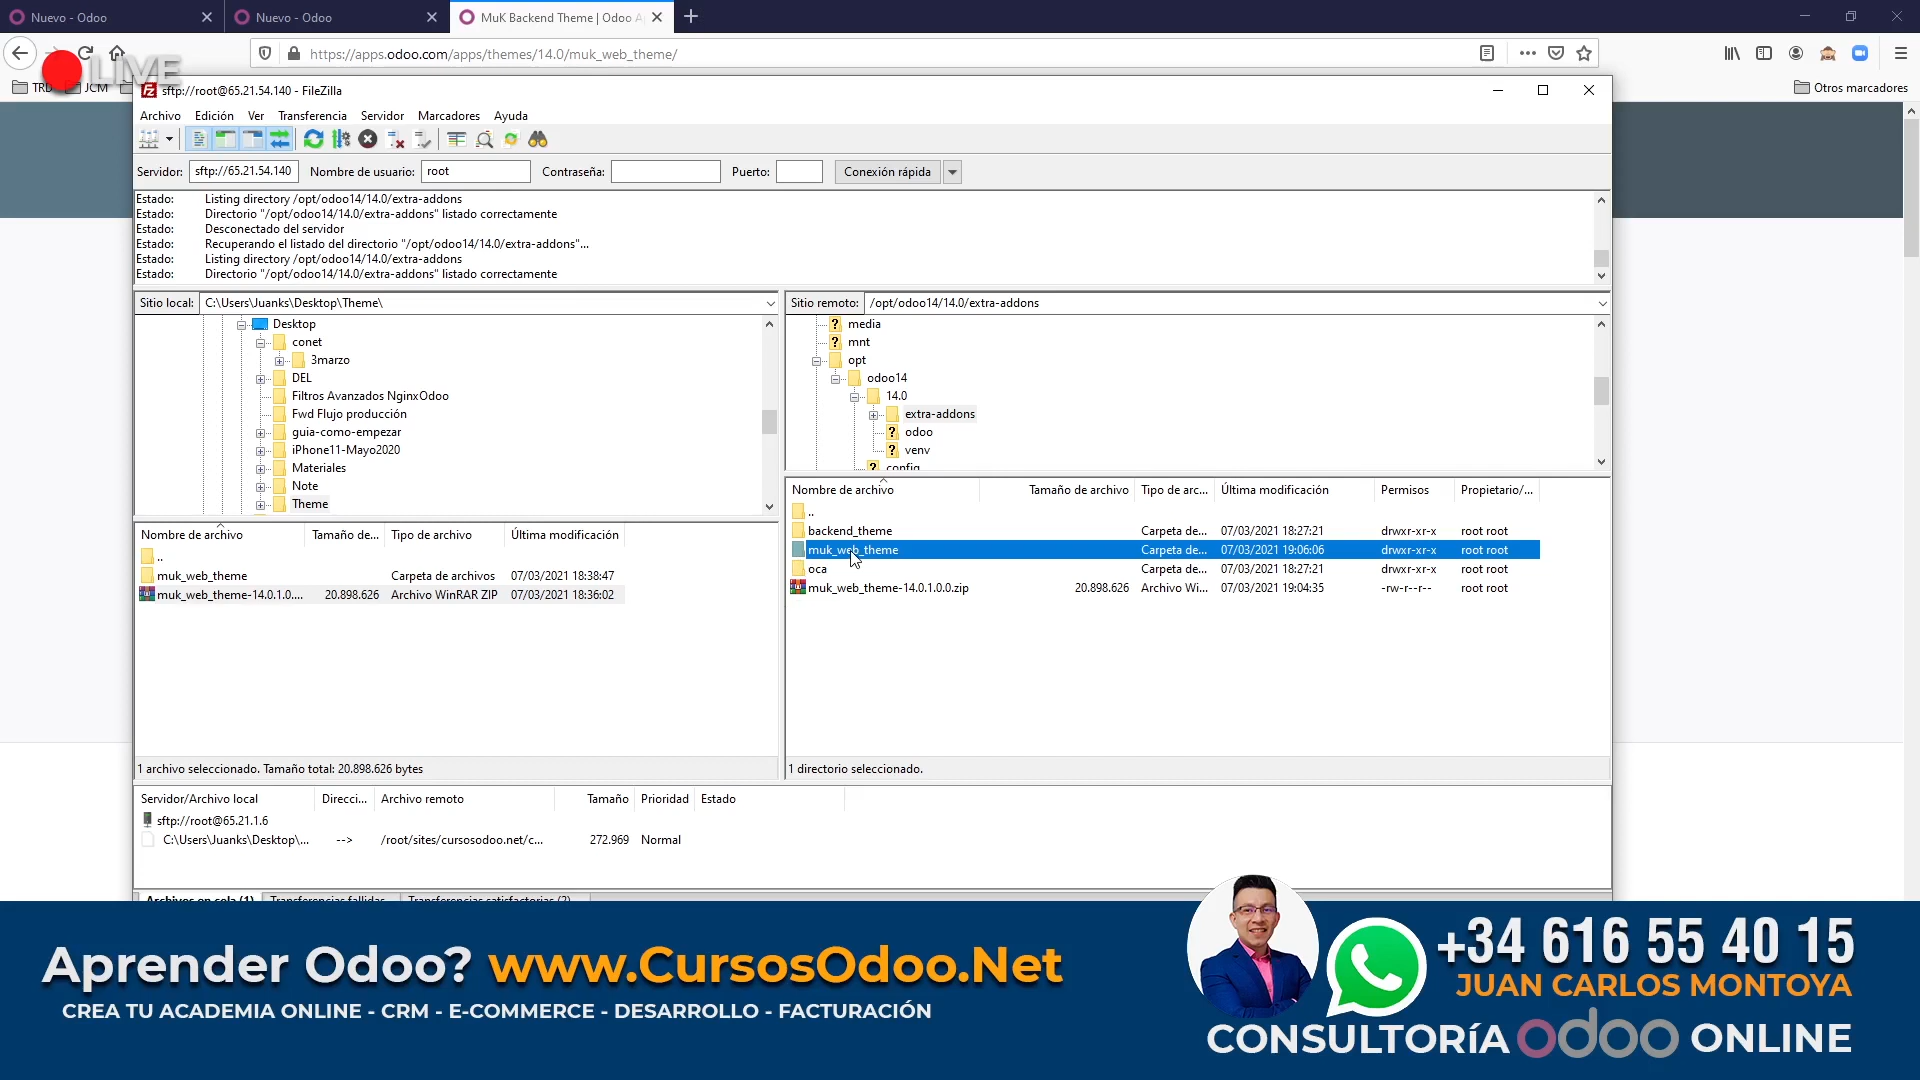 Nuevo - Odoo
Nuevo - Odoo
MuK Backend Theme | Odoo A
LIVE
https://apps.odoo.com/apps/themes/14.0/muk_web_theme/
TRD
JCM
Otros marcadores
sftp://root@65.21.54.140 - FileZilla
Archivo Edición Ver Transferencia Servidor Marcadores Ayuda
Servidor: sftp://65.21.54.140 Nombre de usuario: root Contraseña: Puerto: Conexión rápida
Estado: Listing directory /opt/odoo14/14.0/extra-addons
Estado: Directorio "/opt/odoo14/14.0/extra-addons" listado correctamente
Estado: Desconectado del servidor
Estado: Recuperando el listado del directorio "/opt/odoo14/14.0/extra-addons"...
Estado: Listing directory /opt/odoo14/14.0/extra-addons
Estado: Directorio "/opt/odoo14/14.0/extra-addons" listado correctamente
Sitio local: C:\Users\Juanks\Desktop\Theme\
Desktop
conet
3marzo
DEL
Filtros Avanzados NginxOdoo
Fwd Flujo producción
guia-como-empezar
iPhone11-Mayo2020
Materiales
Note
Theme
Nombre de archivo Tamaño de... Tipo de archivo Última modificación
..
muk_web_theme Carpeta de archivos 07/03/2021 18:38:47
muk_web_theme-14.0.1.0.... 20.898.626 Archivo WinRAR ZIP 07/03/2021 18:36:02
1 archivo seleccionado. Tamaño total: 20.898.626 bytes
Sitio remoto: /opt/odoo14/14.0/extra-addons
media
mnt
opt
odoo14
14.0
extra-addons
odoo
venv
config
Nombre de archivo Tamaño de archivo Tipo de arc... Última modificación Permisos Propietario/...
..
backend_theme Carpeta de... 07/03/2021 18:27:21 drwxr-xr-x root root
muk_web_theme Carpeta de... 07/03/2021 19:06:06 drwxr-xr-x root root
oca Carpeta de... 07/03/2021 18:27:21 drwxr-xr-x root root
muk_web_theme-14.0.1.0.0.zip 20.898.626 Archivo Wi... 07/03/2021 19:04:35 -rw-r--r-- root root
1 directorio seleccionado.
Servidor/Archivo local Direcci... Archivo remoto Tamaño Prioridad Estado
sftp://root@65.21.1.6
C:\Users\Juanks\Desktop\... --> /root/sites/cursosodoo.net/c... 272.969 Normal
Archivos en cola (1) Transferencias fallidas Transferencias satisfactorias (2)
Aprender Odoo? www.CursosOdoo.Net
CREA TU ACADEMIA ONLINE - CRM - E-COMMERCE - DESARROLLO - FACTURACIÓN
+34 616 55 40 15
JUAN CARLOS MONTOYA
CONSULTORíA odoo ONLINE